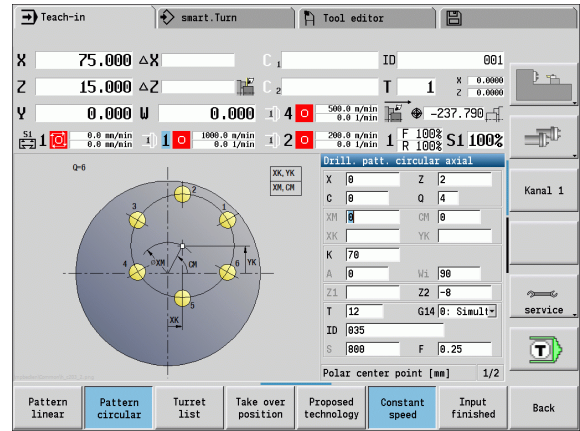 Teach-in smart.Turn Tool editor
X 75.000 △X C 1 ID 001
Z 15.000 △Z C 2 T 1 X 0.0000 Z 0.0000
Y 0.000 U 0.000 4 500.0 m/min 0.0 1/min -237.790
S1 1 0.0 mm/min 0.0 m/min 1 1000.0 m/min 0.0 1/min 2 200.0 m/min 0.0 1/min 1 F 100% R 100% S1 100%
Drill. patt. circular axial
Q=6
XK,YK
XM,CM
1
2
3
4
5
6
XM
CM
YK
XK
X 0 Z 2
C 0 Q 4
XM 0 CM 0
XK YK
K 70
A 0 Wi 90
Z1 Z2 -8
T 12 G14 0: Simult
ID 035
S 800 F 0.25
Polar center point [mm] 1/2
Kanal 1
service
T
Pattern linear
Pattern circular
Turret list
Take over position
Proposed technology
Constant speed
Input finished
Back